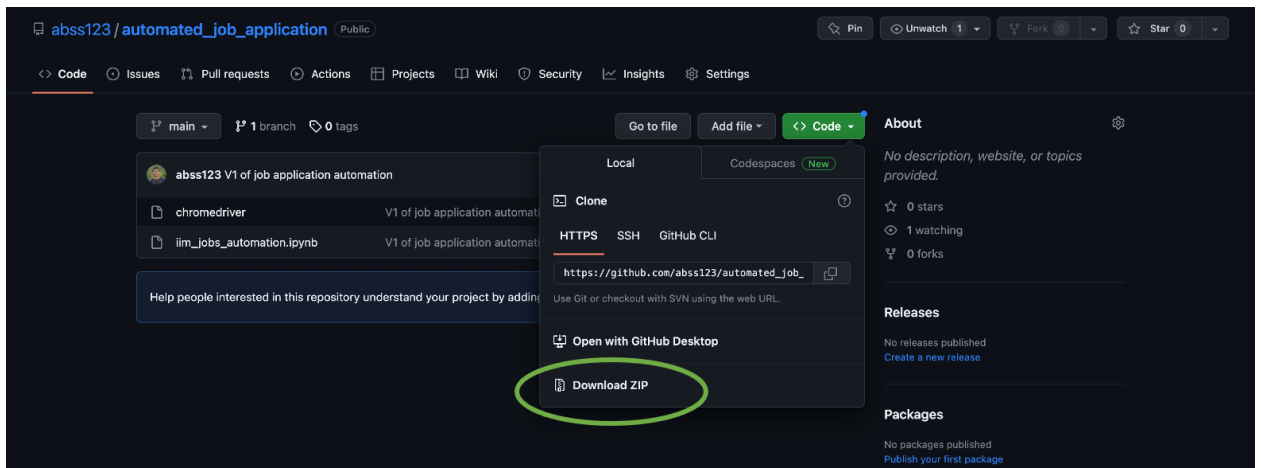 abss123 / automated_job_application Public
Pin
Unwatch 1
Fork 0
Star 0
Code
Issues
Pull requests
Actions
Projects
Wiki
Security
Insights
Settings
main
1 branch
0 tags
Go to file
Add file
Code
abss123 V1 of job application automation
chromedriver
V1 of job application automati
iim_jobs_automation.ipynb
V1 of job application automati
Help people interested in this repository understand your project by adding
Local
Codespaces New
Clone
HTTPS SSH GitHub CLI
https://github.com/abss123/automated_job_
Use Git or checkout with SVN using the web URL.
Open with GitHub Desktop
Download ZIP
About
No description, website, or topics
provided.
0 stars
1 watching
0 forks
Releases
No releases published
Create a new release
Packages
No packages published
Publish your first package